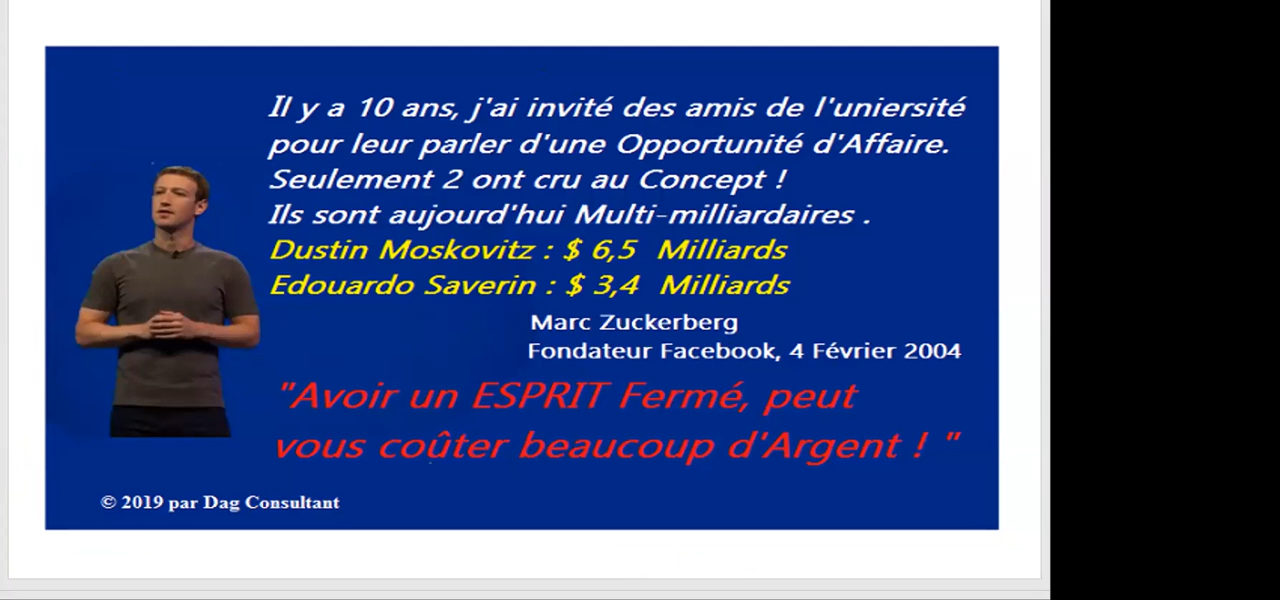 Il y a 10 ans, j'ai invité des amis de l'uniersité
pour leur parler d'une Opportunité d'Affaire.
Seulement 2 ont cru au Concept !
Ils sont aujourd'hui Multi-milliardaires .
Dustin Moskovitz : $ 6,5 Milliards
Edouardo Saverin : $ 3,4 Milliards
Marc Zuckerberg
Fondateur Facebook, 4 Février 2004
"Avoir un ESPRIT Fermé, peut
vous coûter beaucoup d'Argent ! "
© 2019 par Dag Consultant